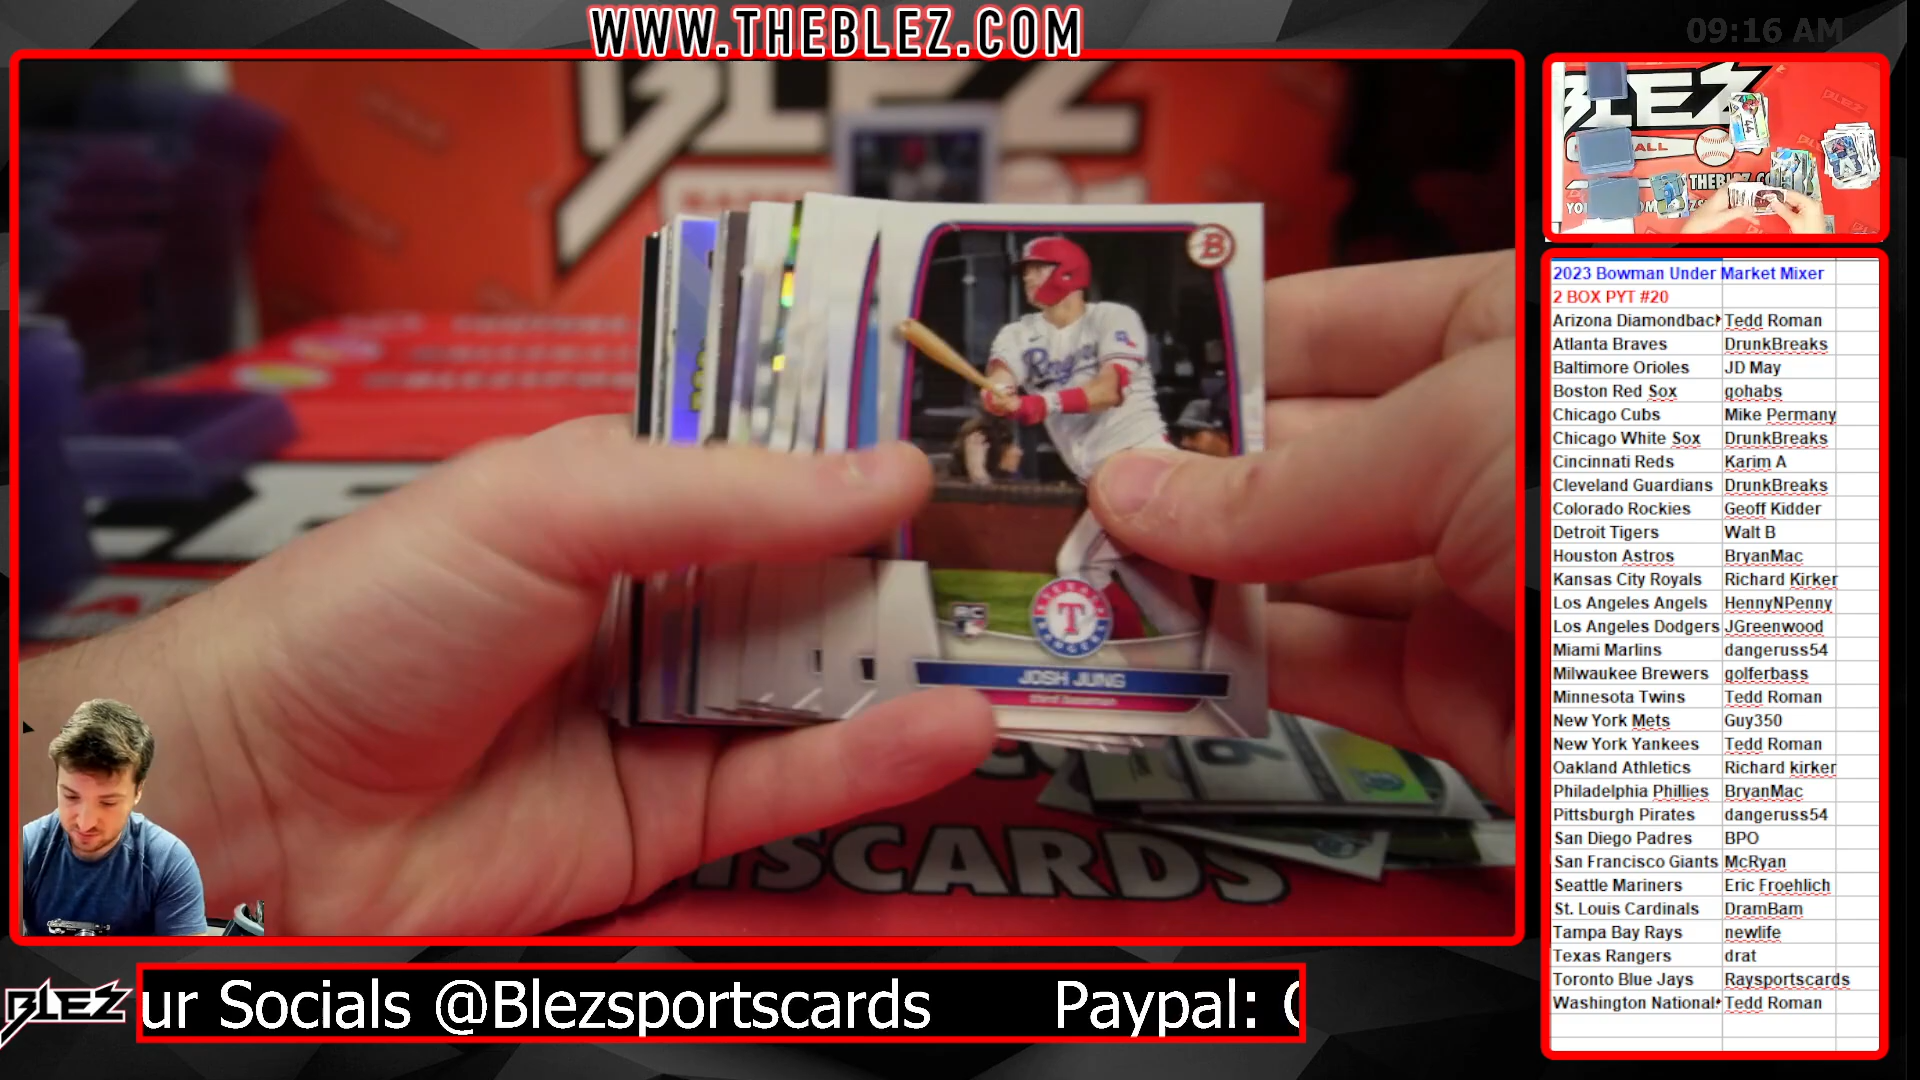 WWW.THEBLEZ.COM
09:16 AM
BLEZ
BLEZ
B
Rangers
RC
TEXAS
T
RANGERS
JOSH JUNG
third baseman
SCARDS
2023 Bowman Under Market Mixer
2 BOX PYT #20
Arizona Diamondbac Tedd Roman
Atlanta Braves DrunkBreaks
Baltimore Orioles JD May
Boston Red Sox gohabs
Chicago Cubs Mike Permany
Chicago White Sox DrunkBreaks
Cincinnati Reds Karim A
Cleveland Guardians DrunkBreaks
Colorado Rockies Geoff Kidder
Detroit Tigers Walt B
Houston Astros BryanMac
Kansas City Royals Richard Kirker
Los Angeles Angels HennyNPenny
Los Angeles Dodgers JGreenwood
Miami Marlins dangeruss54
Milwaukee Brewers golferbass
Minnesota Twins Tedd Roman
New York Mets Guy350
New York Yankees Tedd Roman
Oakland Athletics Richard kirker
Philadelphia Phillies BryanMac
Pittsburgh Pirates dangeruss54
San Diego Padres BPO
San Francisco Giants McRyan
Seattle Mariners Eric Froehlich
St. Louis Cardinals DramBam
Tampa Bay Rays newlife
Texas Rangers drat
Toronto Blue Jays Raysportscards
Washington National Tedd Roman
BLEZ
ur Socials @Blezsportscards Paypal: